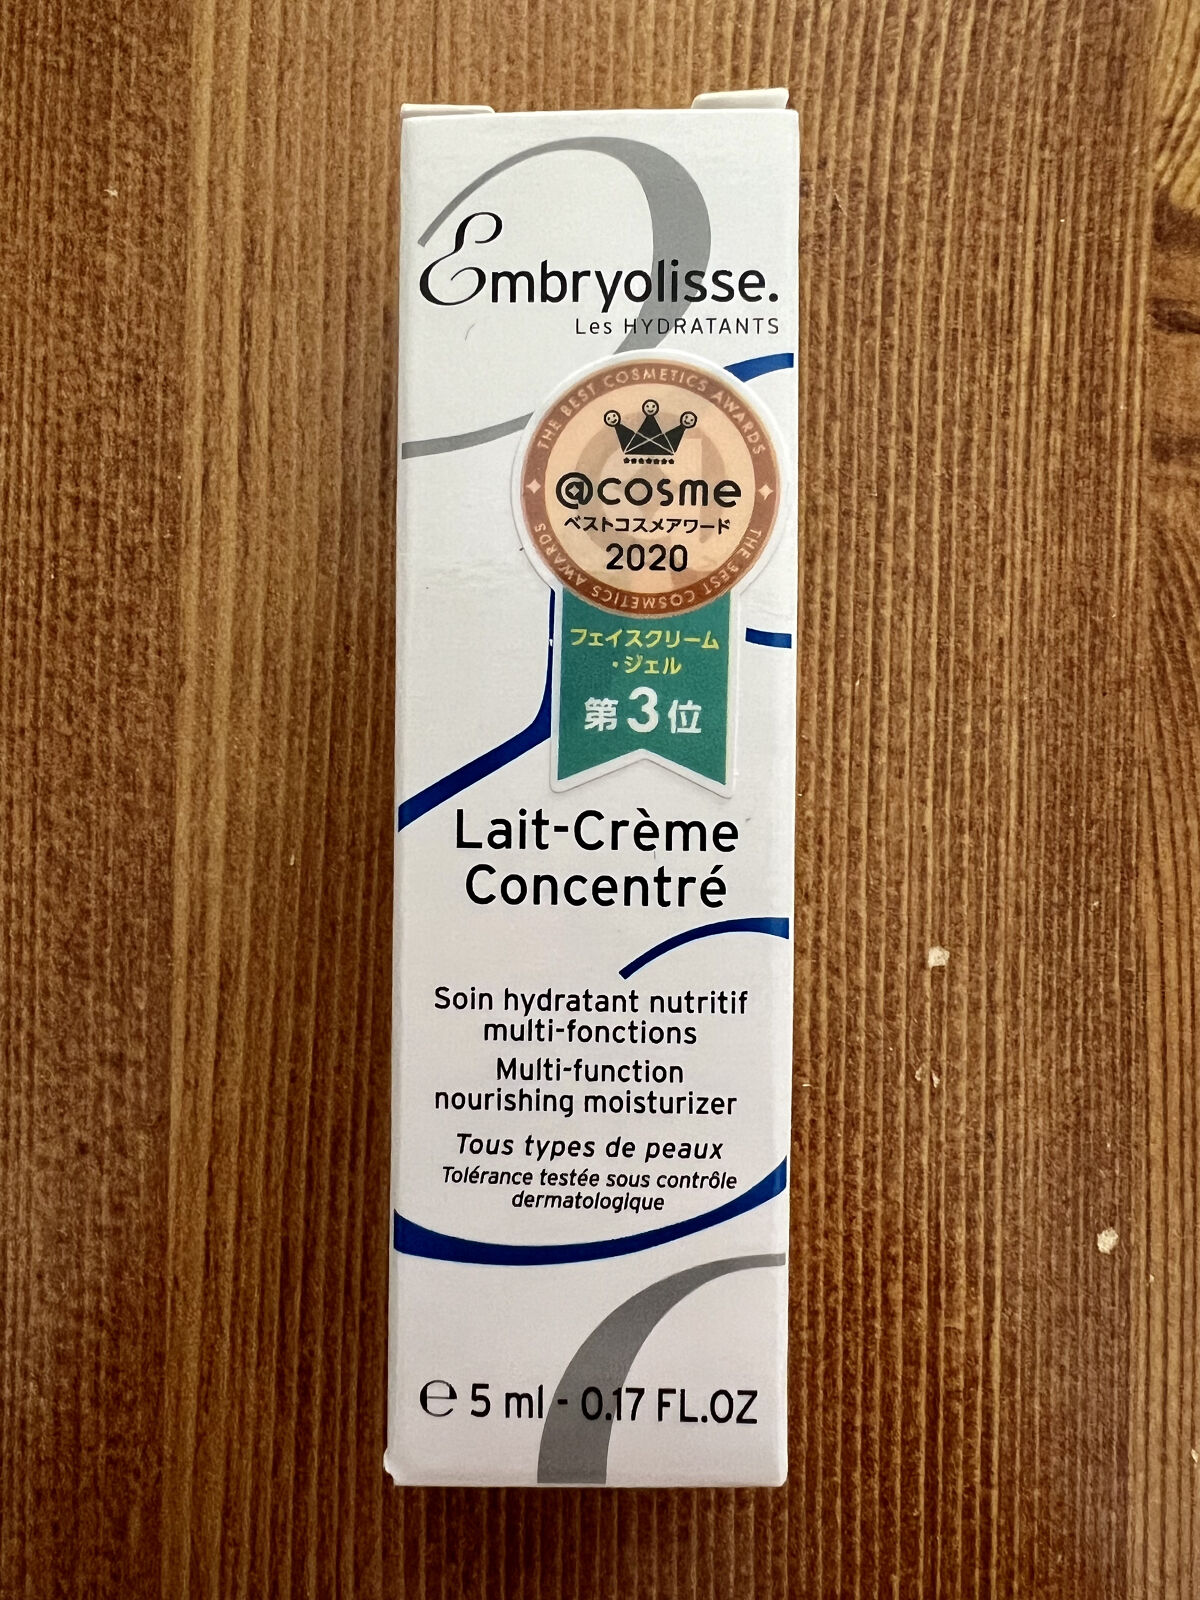 Embryolisse.
Les HYDRATANTS
THE BEST COSMETICS AWARDS
@cosme
ベストコスメアワード
2020
THE BEST COSMETICS AWARDS
フェイスクリーム
・ジェル
第3位
Lait-Crème
Concentré
Soin hydratant nutritif
multi-fonctions
Multi-function
nourishing moisturizer
Tous types de peaux
Tolérance testée sous contrôle
dermatologique
℮ 5 ml - 0.17 FL.OZ